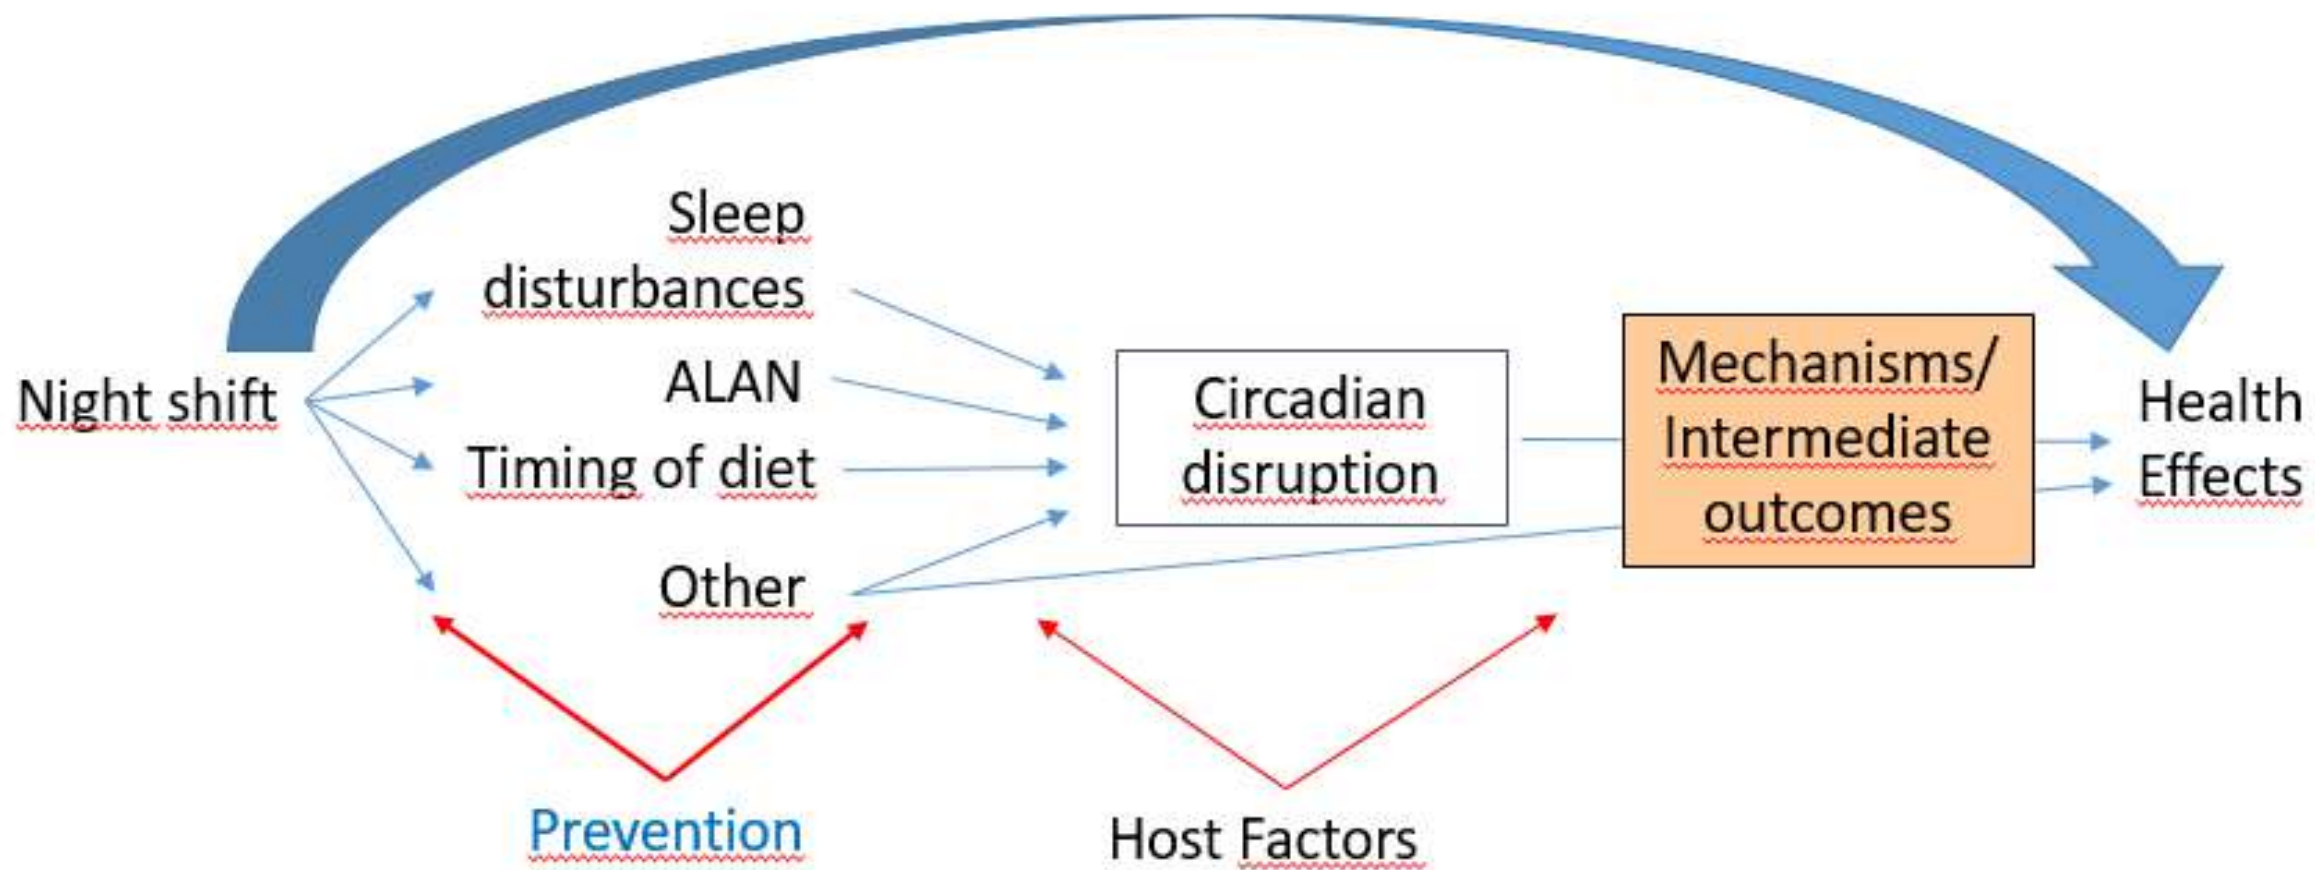 Night shift
Sleep
disturbances
ALAN
Timing of diet
Other
Circadian
disruption
Mechanisms/
Intermediate
outcomes
Health
Effects
Prevention
Host Factors